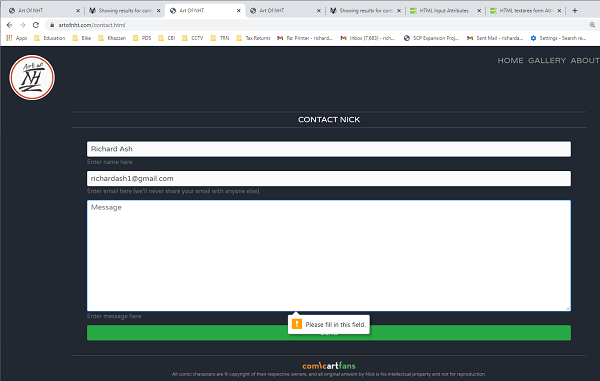 Art Of NHT
Showing results for com
Art Of NHT
Art Of NHT
Showing results for com
HTML Input Attributes
HTML textarea form Attri
artofnht.com/contact.html
Apps
Education
Bike
Khazzan
PDS
CBI
CCTV
TRN
Tax Returns
Re: Printer - richard...
Inbox (7,663) - rich...
SCP Expansion Proj...
Sent Mail - richarda...
Settings - Search re...
Art of
NH
HOME GALLERY ABOUT
CONTACT NICK
Richard Ash
Enter name here
richardash1@gmail.com
Enter email here (we'll never share your email with anyone else)
Message
Enter message here
Please fill in this field.
comicartfans
All comic characters are © copyright of their respective owners, and all original artwork by Nick is his intellectual property and not for reproduction.